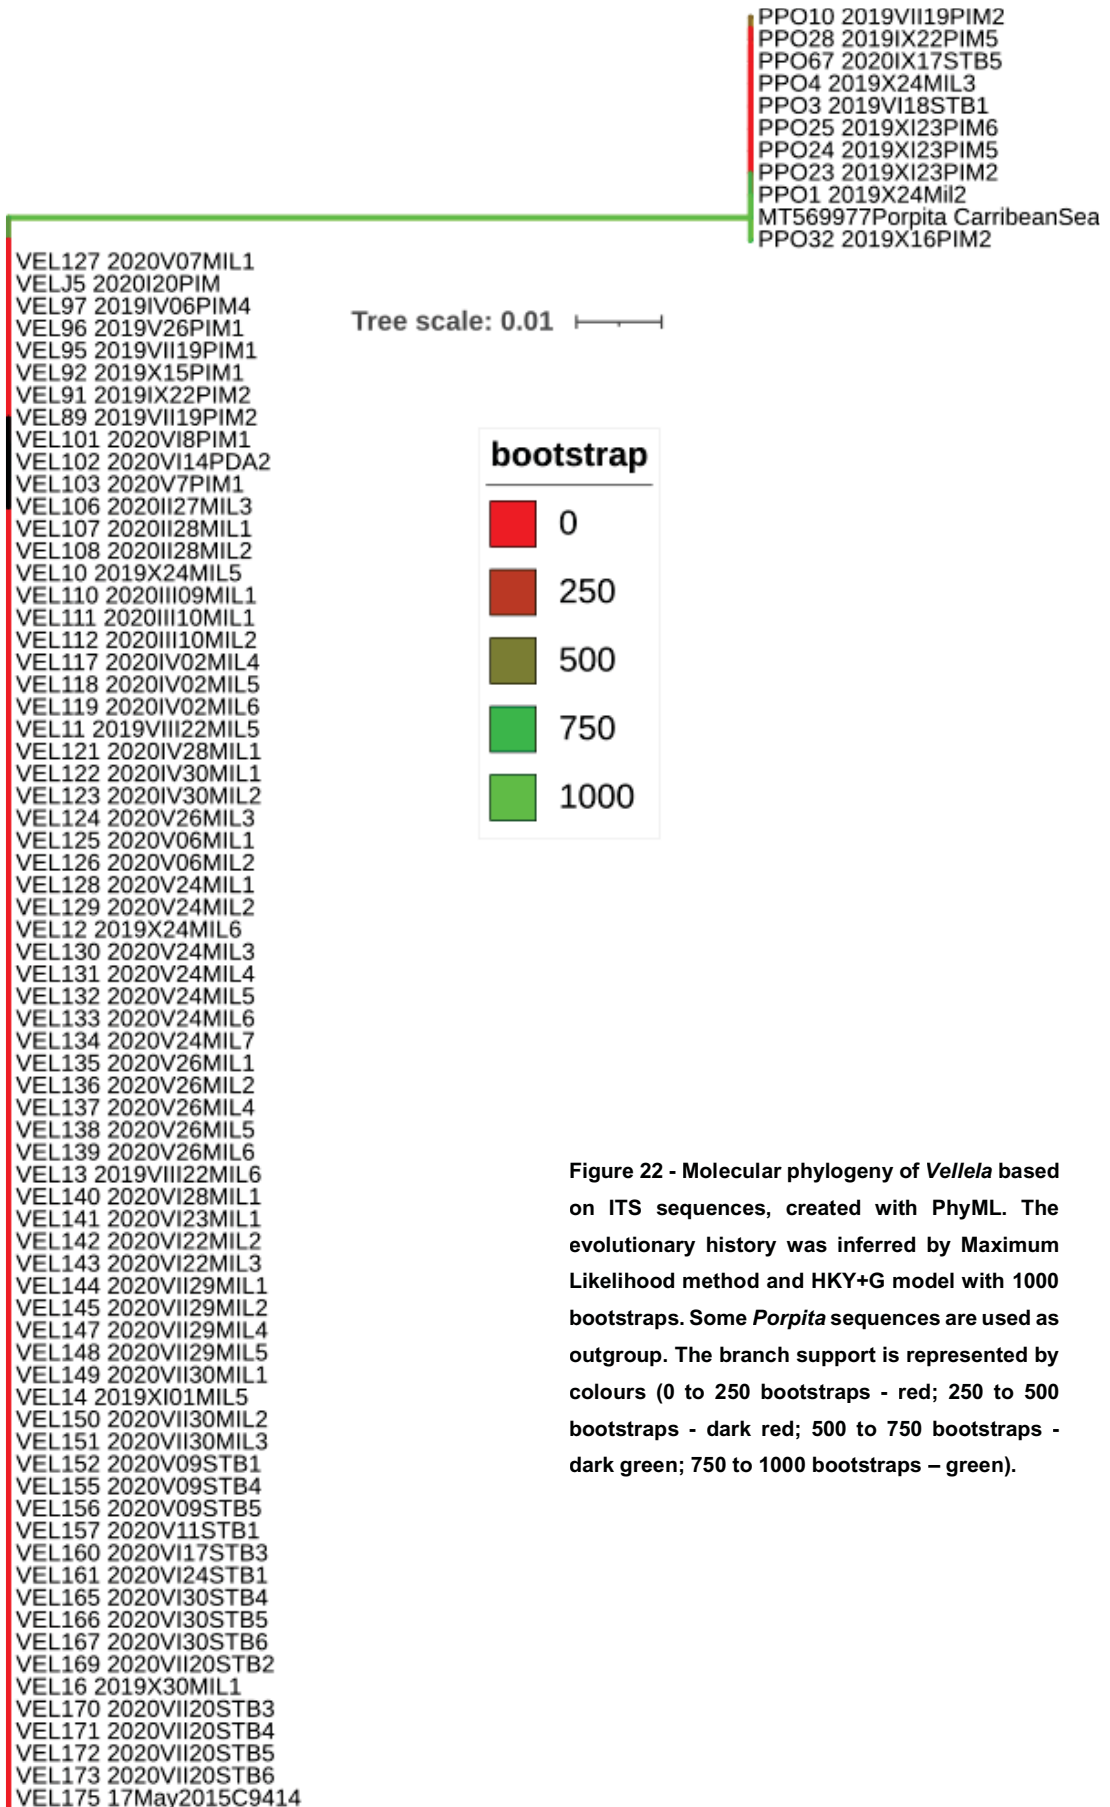 PPO10 2019VII19PIM2
PPO28 2019IX22PIM5
PPO67 2020IX17STB5
PPO4 2019X24MIL3
PPO3 2019VI18STB1
PPO25 2019XI23PIM6
PPO24 2019XI23PIM5
PPO23 2019XI23PIM2
PPO1 2019X24Mil2
MT569977Porpita CarribeanSea
PPO32 2019X16PIM2
VEL127 2020V07MIL1
VELJ5 2020I20PIM
VEL97 2019IV06PIM4
VEL96 2019V26PIM1
VEL95 2019VII19PIM1
VEL92 2019X15PIM1
VEL91 2019IX22PIM2
VEL89 2019VII19PIM2
VEL101 2020VI8PIM1
VEL102 2020VI14PDA2
VEL103 2020V7PIM1
VEL106 2020II27MIL3
VEL107 2020II28MIL1
VEL108 2020II28MIL2
VEL10 2019X24MIL5
VEL110 2020III09MIL1
VEL111 2020III10MIL1
VEL112 2020III10MIL2
VEL117 2020IV02MIL4
VEL118 2020IV02MIL5
VEL119 2020IV02MIL6
VEL11 2019VIII22MIL5
VEL121 2020IV28MIL1
VEL122 2020IV30MIL1
VEL123 2020IV30MIL2
VEL124 2020V26MIL3
VEL125 2020V06MIL1
VEL126 2020V06MIL2
VEL128 2020V24MIL1
VEL129 2020V24MIL2
VEL12 2019X24MIL6
VEL130 2020V24MIL3
VEL131 2020V24MIL4
VEL132 2020V24MIL5
VEL133 2020V24MIL6
VEL134 2020V24MIL7
VEL135 2020V26MIL1
VEL136 2020V26MIL2
VEL137 2020V26MIL4
VEL138 2020V26MIL5
VEL139 2020V26MIL6
VEL13 2019VIII22MIL6
VEL140 2020VI28MIL1
VEL141 2020VI23MIL1
VEL142 2020VI22MIL2
VEL143 2020VI22MIL3
VEL144 2020VII29MIL1
VEL145 2020VII29MIL2
VEL147 2020VII29MIL4
VEL148 2020VII29MIL5
VEL149 2020VII30MIL1
VEL14 2019XI01MIL5
VEL150 2020VII30MIL2
VEL151 2020VII30MIL3
VEL152 2020V09STB1
VEL155 2020V09STB4
VEL156 2020V09STB5
VEL157 2020V11STB1
VEL160 2020VI17STB3
VEL161 2020VI24STB1
VEL165 2020VI30STB4
VEL166 2020VI30STB5
VEL167 2020VI30STB6
VEL169 2020VII20STB2
VEL16 2019X30MIL1
VEL170 2020VII20STB3
VEL171 2020VII20STB4
VEL172 2020VII20STB5
VEL173 2020VII20STB6
VEL175 17May2015C9414
Tree scale: 0.01
bootstrap
0
250
500
750
1000
Figure 22 - Molecular phylogeny of Vellela based
on ITS sequences, created with PhyML. The
evolutionary history was inferred by Maximum
Likelihood method and HKY+G model with 1000
bootstraps. Some Porpita sequences are used as
outgroup. The branch support is represented by
colours (0 to 250 bootstraps - red; 250 to 500
bootstraps - dark red; 500 to 750 bootstraps -
dark green; 750 to 1000 bootstraps – green).